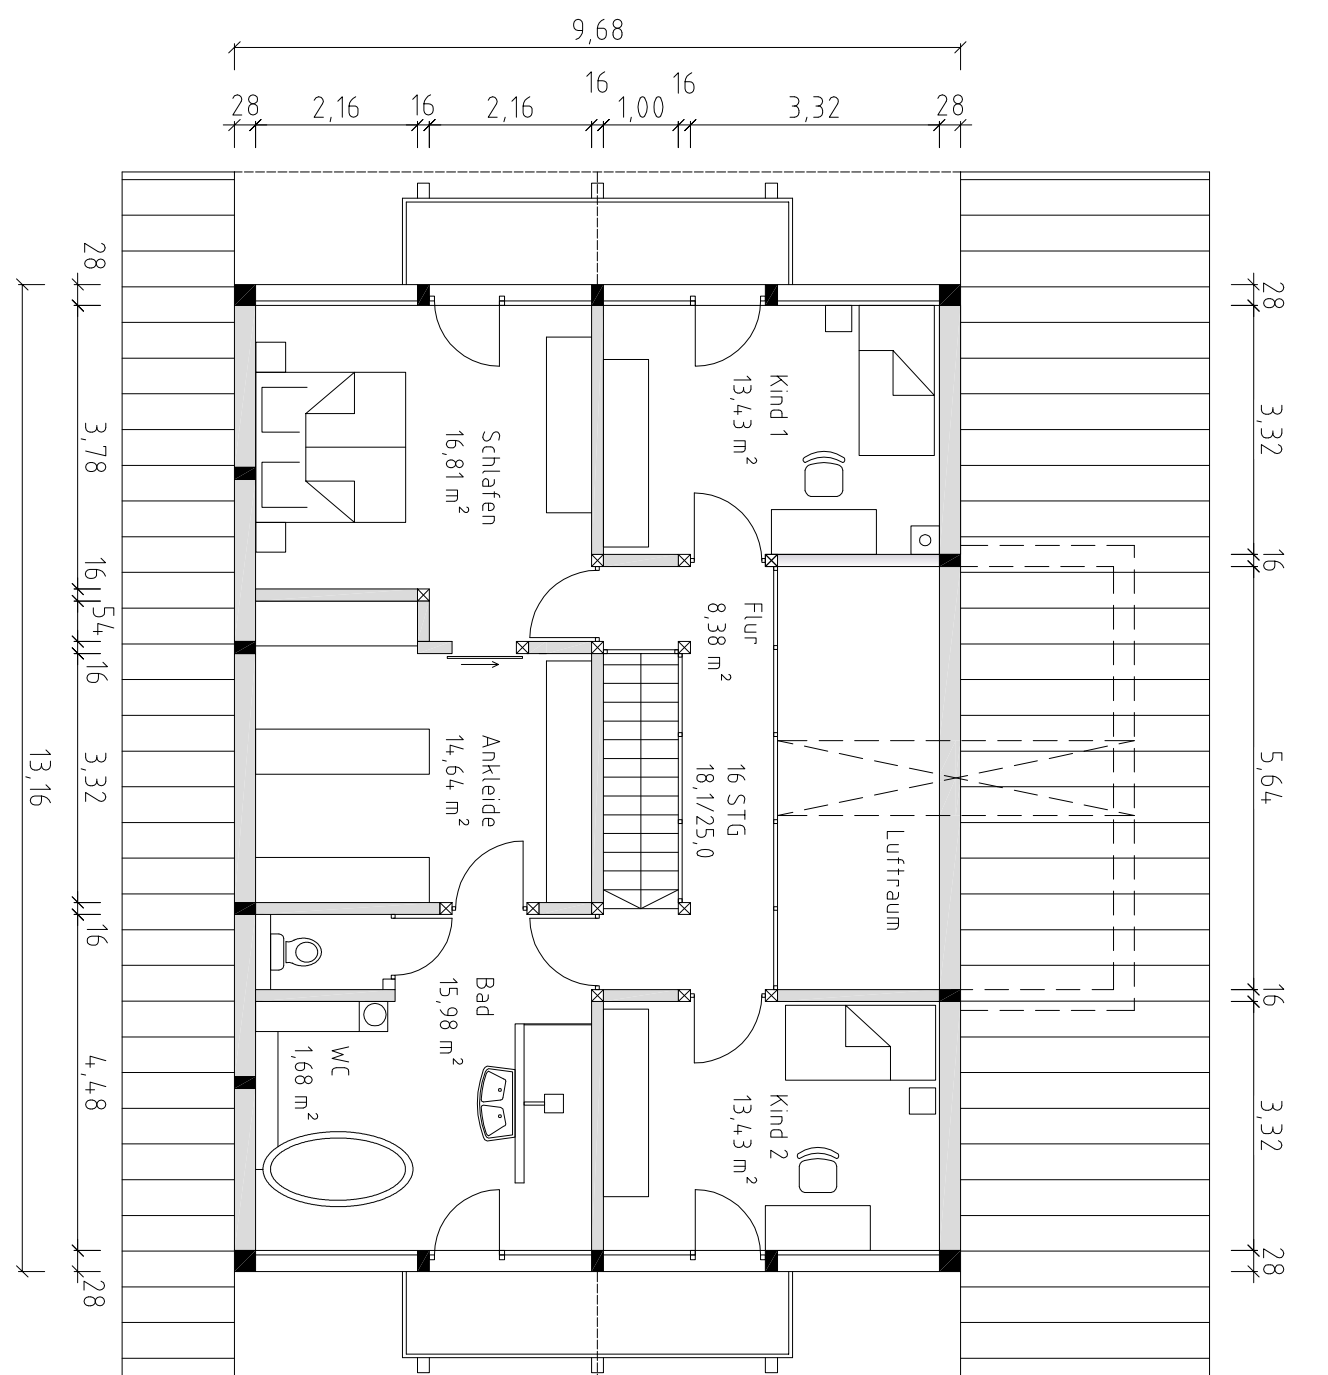 9,68
16
16
28
2,16
16
2,16
1,00
3,32
28
28
3,78
16
54
16
3,32
16
4,48
28
13,16
28
3,32
16
5,64
16
3,32
28
Kind 1
13,43 m²
Schlafen
16,81 m²
Flur
8,38 m²
Ankleide
14,64 m²
16 STG
18,1/25,0
Luftraum
Bad
15,98 m²
WC
1,68 m²
Kind 2
13,43 m²